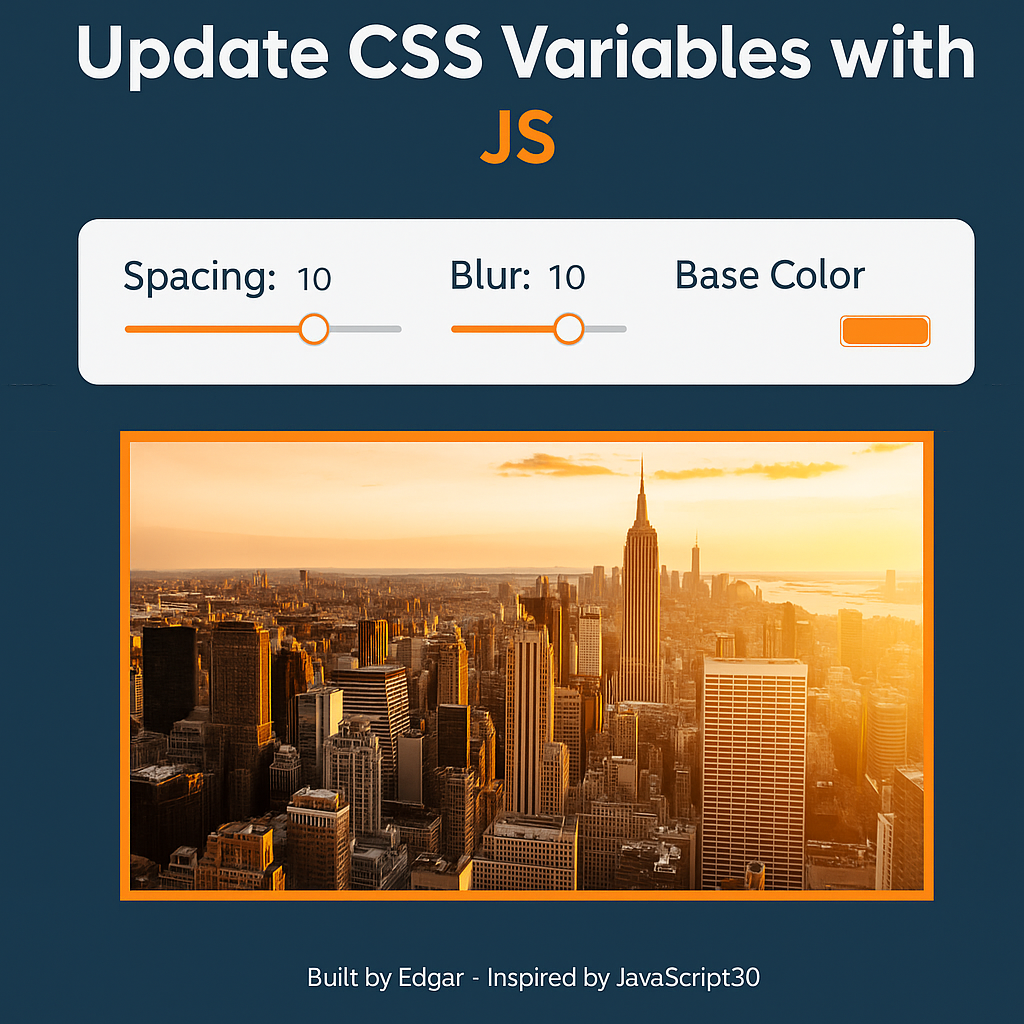 Update CSS Variables with
JS
Spacing: 10
Blur: 10
Base Color
Built by Edgar - Inspired by JavaScript30